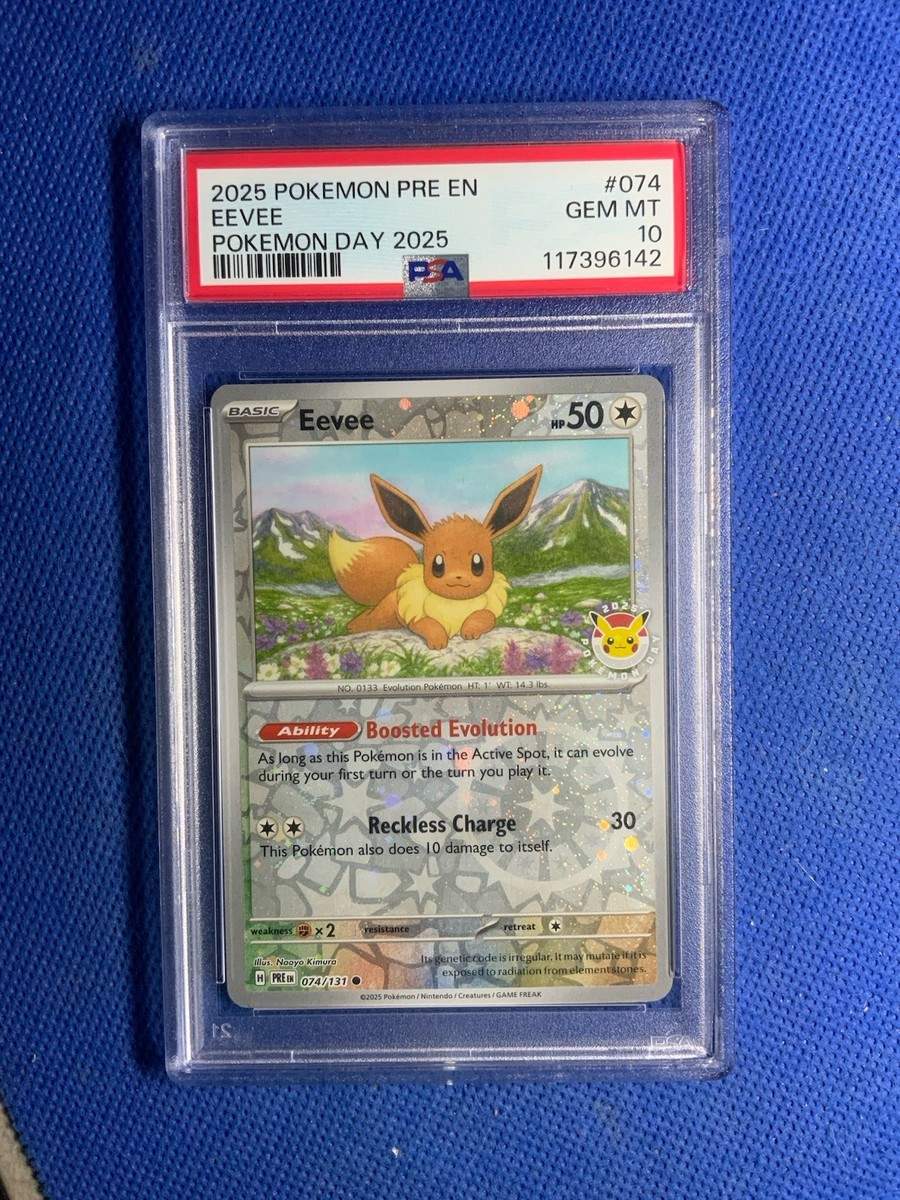 2025 POKEMON PRE EN #074
EEVEE GEM MT
POKEMON DAY 2025 10
PSA 117396142
BASIC Eevee HP 50
2025
POKÉMON DAY
NO. 0133 Evolution Pokémon HT: 1' WT: 14.3 lbs.
Ability Boosted Evolution
As long as this Pokémon is in the Active Spot, it can evolve
during your first turn or the turn you play it.
Reckless Charge 30
This Pokémon also does 10 damage to itself.
weakness ×2 resistance retreat
Its genetic code is irregular. It may mutate if it is
exposed to radiation from element stones.
Illus. Naoyo Kimura
H PRE EN 074/131
©2025 Pokémon / Nintendo / Creatures / GAME FREAK
21